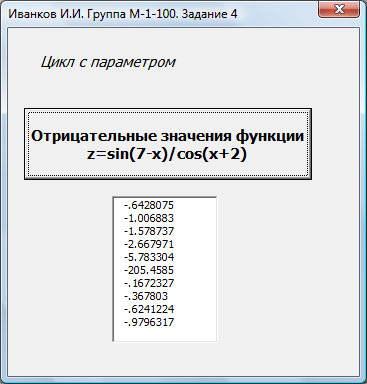 Иванков И.И. Группа М-1-100. Задание 4
Цикл с параметром
Отрицательные значения функции
z=sin(7-x)/cos(x+2)
-.6428075
-1.006883
-1.578737
-2.667971
-5.783304
-205.4585
-.1672327
-.367803
-.6241224
-.9796317